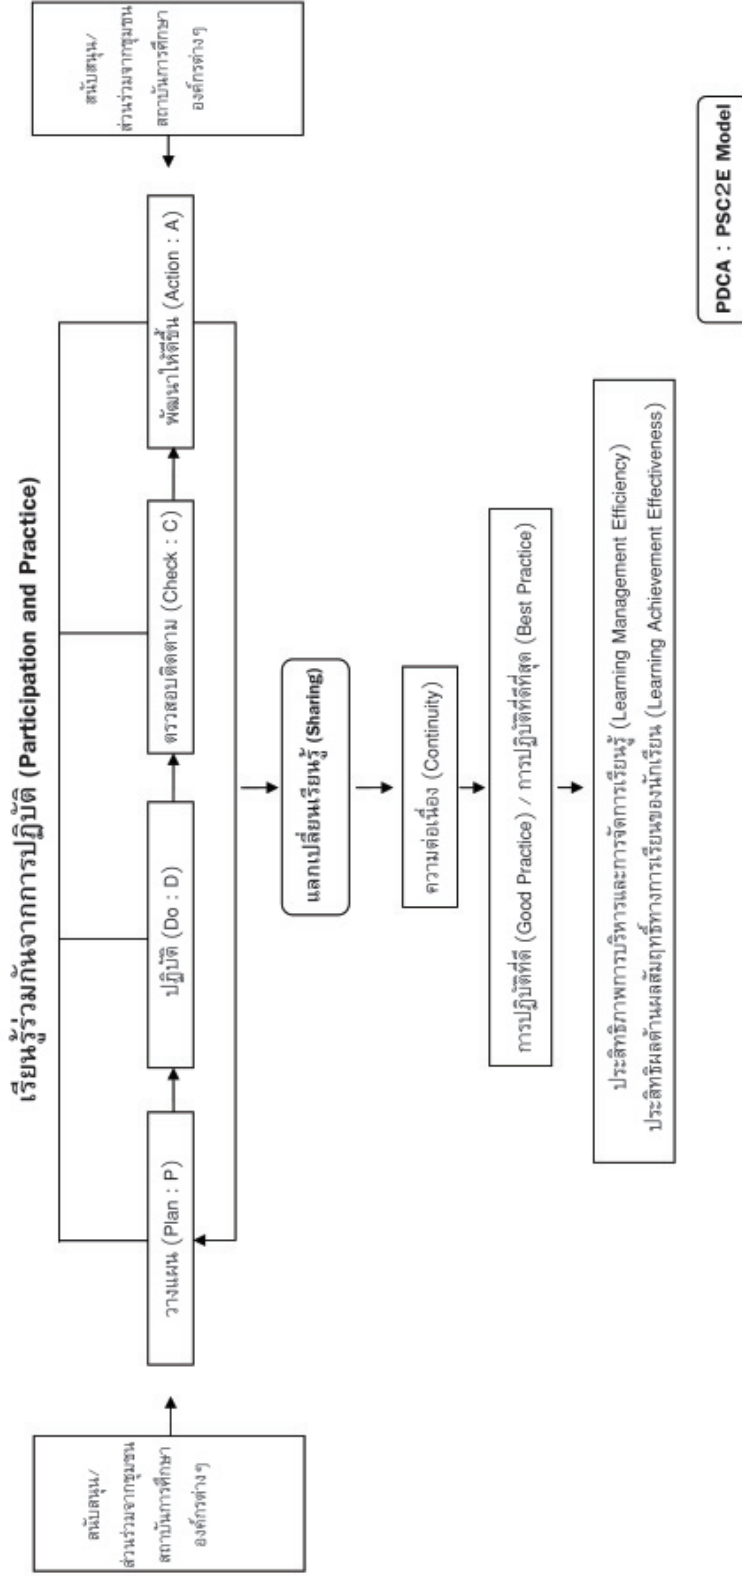 เรียนรู้ร่วมกันจากการปฏิบัติ (Participation and Practice)
สนับสนุน/
ส่วนร่วมจากชุมชน
สถาบันการศึกษา
องค์กรต่างๆ
วางแผน (Plan : P)
ปฏิบัติ (Do : D)
ตรวสอบติดตาม (Check : C)
พัฒนาให้ดีขึ้น (Action : A)
สนับสนุน/
ส่วนร่วมจากชุมชน
สถาบันการศึกษา
องค์กรต่างๆ
แลกเปลี่ยนเรียนรู้ (Sharing)
ความต่อเนื่อง (Continuity)
การปฏิบัติที่ดี (Good Practice) / การปฏิบัติที่ดีที่สุด (Best Practice)
ประสิทธิภาพการบริหารและการจัดการเรียนรู้ (Learning Management Efficiency)
ประสิทธิผลด้านผลสัมฤทธิ์ทางการเรียนของนักเรียน (Learning Achievement Effectiveness)
PDCA : PSC2E Model